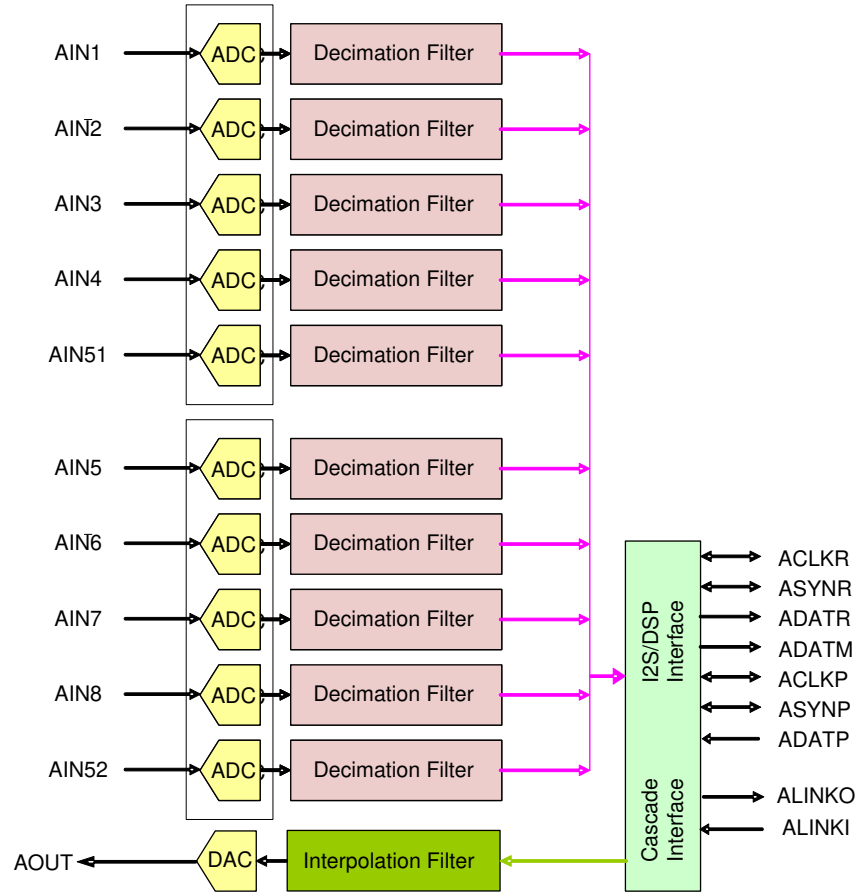 AIN1 ADC Decimation Filter
AIN2 ADC Decimation Filter
AIN3 ADC Decimation Filter
AIN4 ADC Decimation Filter
AIN51 ADC Decimation Filter
AIN5 ADC Decimation Filter
AIN6 ADC Decimation Filter
AIN7 ADC Decimation Filter
AIN8 ADC Decimation Filter
AIN52 ADC Decimation Filter
AOUT DAC Interpolation Filter
I2S/DSP
Interface
Cascade
Interface
ACLKR
ASYNR
ADATR
ADATM
ACLKP
ASYNP
ADATP
ALINKO
ALINKI